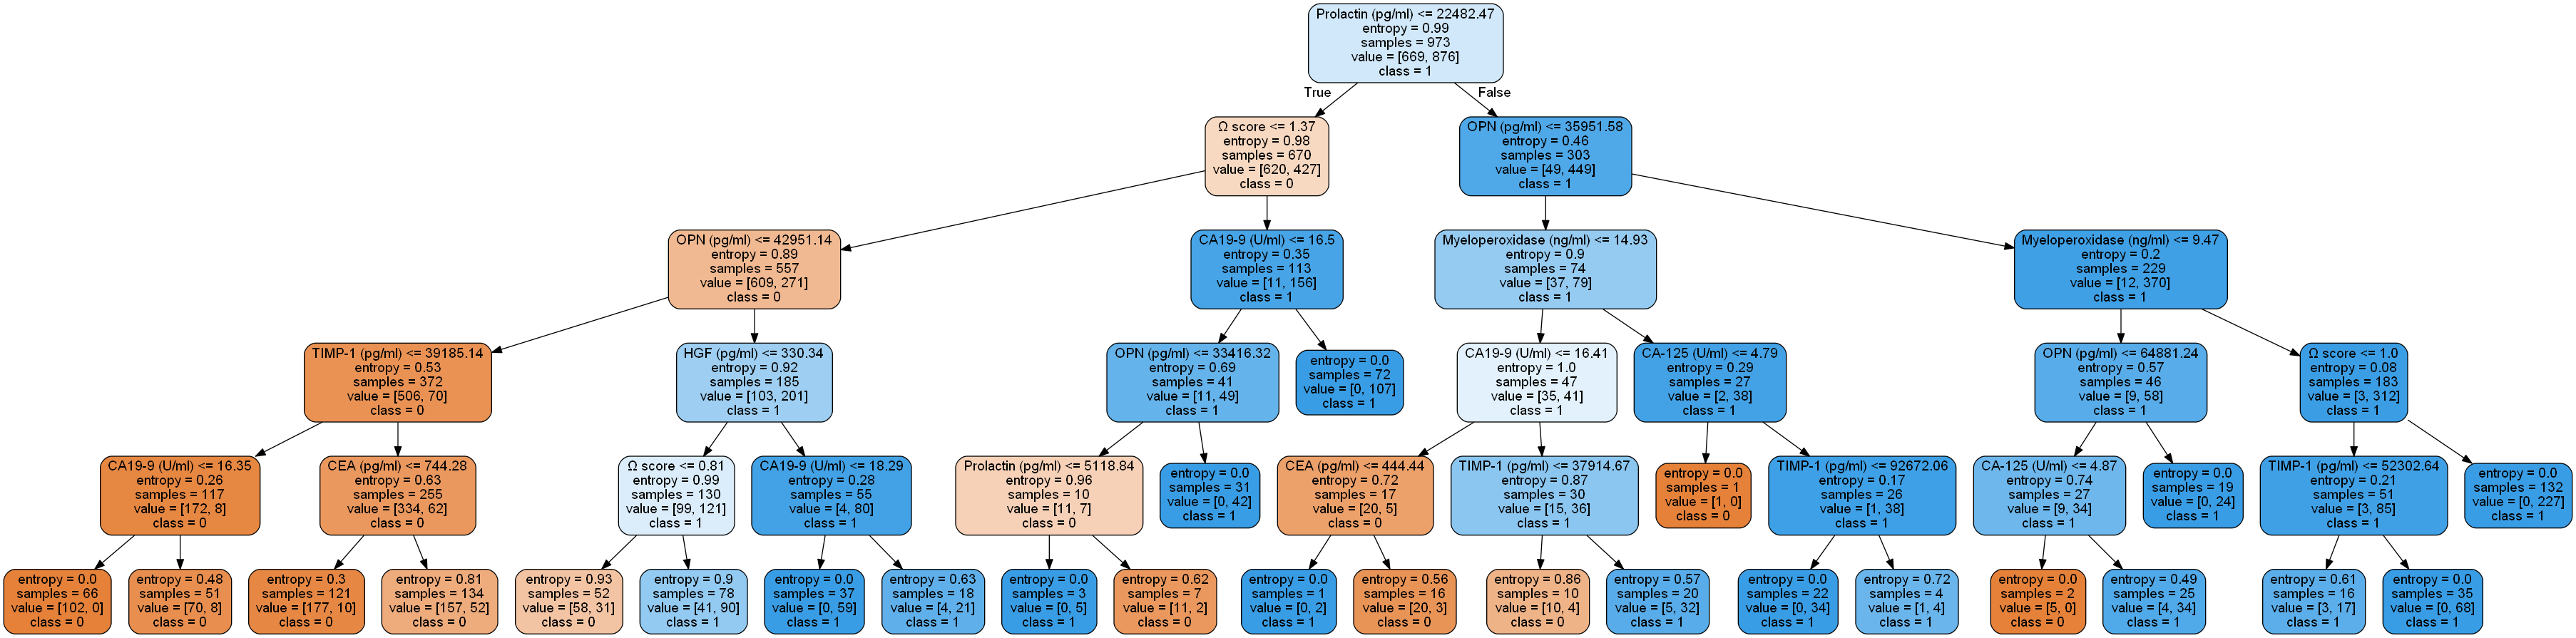 Prolactin (pg/ml) <= 22482.47
entropy = 0.99
samples = 973
value = [669, 876]
class = 1
True
False
Ω score <= 1.37
entropy = 0.98
samples = 670
value = [620, 427]
class = 0
OPN (pg/ml) <= 35951.58
entropy = 0.46
samples = 303
value = [49, 449]
class = 1
OPN (pg/ml) <= 42951.14
entropy = 0.89
samples = 557
value = [609, 271]
class = 0
CA19-9 (U/ml) <= 16.5
entropy = 0.35
samples = 113
value = [11, 156]
class = 1
Myeloperoxidase (ng/ml) <= 14.93
entropy = 0.9
samples = 74
value = [37, 79]
class = 1
Myeloperoxidase (ng/ml) <= 9.47
entropy = 0.2
samples = 229
value = [12, 370]
class = 1
TIMP-1 (pg/ml) <= 39185.14
entropy = 0.53
samples = 372
value = [506, 70]
class = 0
HGF (pg/ml) <= 330.34
entropy = 0.92
samples = 185
value = [103, 201]
class = 1
OPN (pg/ml) <= 33416.32
entropy = 0.69
samples = 41
value = [11, 49]
class = 1
entropy = 0.0
samples = 72
value = [0, 107]
class = 1
CA19-9 (U/ml) <= 16.41
entropy = 1.0
samples = 47
value = [35, 41]
class = 1
CA-125 (U/ml) <= 4.79
entropy = 0.29
samples = 27
value = [2, 38]
class = 1
OPN (pg/ml) <= 64881.24
entropy = 0.57
samples = 46
value = [9, 58]
class = 1
Ω score <= 1.0
entropy = 0.08
samples = 183
value = [3, 312]
class = 1
CA19-9 (U/ml) <= 16.35
entropy = 0.26
samples = 117
value = [172, 8]
class = 0
CEA (pg/ml) <= 744.28
entropy = 0.63
samples = 255
value = [334, 62]
class = 0
Ω score <= 0.81
entropy = 0.99
samples = 130
value = [99, 121]
class = 1
CA19-9 (U/ml) <= 18.29
entropy = 0.28
samples = 55
value = [4, 80]
class = 1
Prolactin (pg/ml) <= 5118.84
entropy = 0.96
samples = 10
value = [11, 7]
class = 0
entropy = 0.0
samples = 31
value = [0, 42]
class = 1
CEA (pg/ml) <= 444.44
entropy = 0.72
samples = 17
value = [20, 5]
class = 0
TIMP-1 (pg/ml) <= 37914.67
entropy = 0.87
samples = 30
value = [15, 36]
class = 1
entropy = 0.0
samples = 1
value = [1, 0]
class = 0
TIMP-1 (pg/ml) <= 92672.06
entropy = 0.17
samples = 26
value = [1, 38]
class = 1
CA-125 (U/ml) <= 4.87
entropy = 0.74
samples = 27
value = [9, 34]
class = 1
entropy = 0.0
samples = 19
value = [0, 24]
class = 1
TIMP-1 (pg/ml) <= 52302.64
entropy = 0.21
samples = 51
value = [3, 85]
class = 1
entropy = 0.0
samples = 132
value = [0, 227]
class = 1
entropy = 0.0
samples = 66
value = [102, 0]
class = 0
entropy = 0.48
samples = 51
value = [70, 8]
class = 0
entropy = 0.3
samples = 121
value = [177, 10]
class = 0
entropy = 0.81
samples = 134
value = [157, 52]
class = 0
entropy = 0.93
samples = 52
value = [58, 31]
class = 0
entropy = 0.9
samples = 78
value = [41, 90]
class = 1
entropy = 0.0
samples = 37
value = [0, 59]
class = 1
entropy = 0.63
samples = 18
value = [4, 21]
class = 1
entropy = 0.0
samples = 3
value = [0, 5]
class = 1
entropy = 0.62
samples = 7
value = [11, 2]
class = 0
entropy = 0.0
samples = 1
value = [0, 2]
class = 1
entropy = 0.56
samples = 16
value = [20, 3]
class = 0
entropy = 0.86
samples = 10
value = [10, 4]
class = 0
entropy = 0.57
samples = 20
value = [5, 32]
class = 1
entropy = 0.0
samples = 22
value = [0, 34]
class = 1
entropy = 0.72
samples = 4
value = [1, 4]
class = 1
entropy = 0.0
samples = 2
value = [5, 0]
class = 0
entropy = 0.49
samples = 25
value = [4, 34]
class = 1
entropy = 0.61
samples = 16
value = [3, 17]
class = 1
entropy = 0.0
samples = 35
value = [0, 68]
class = 1